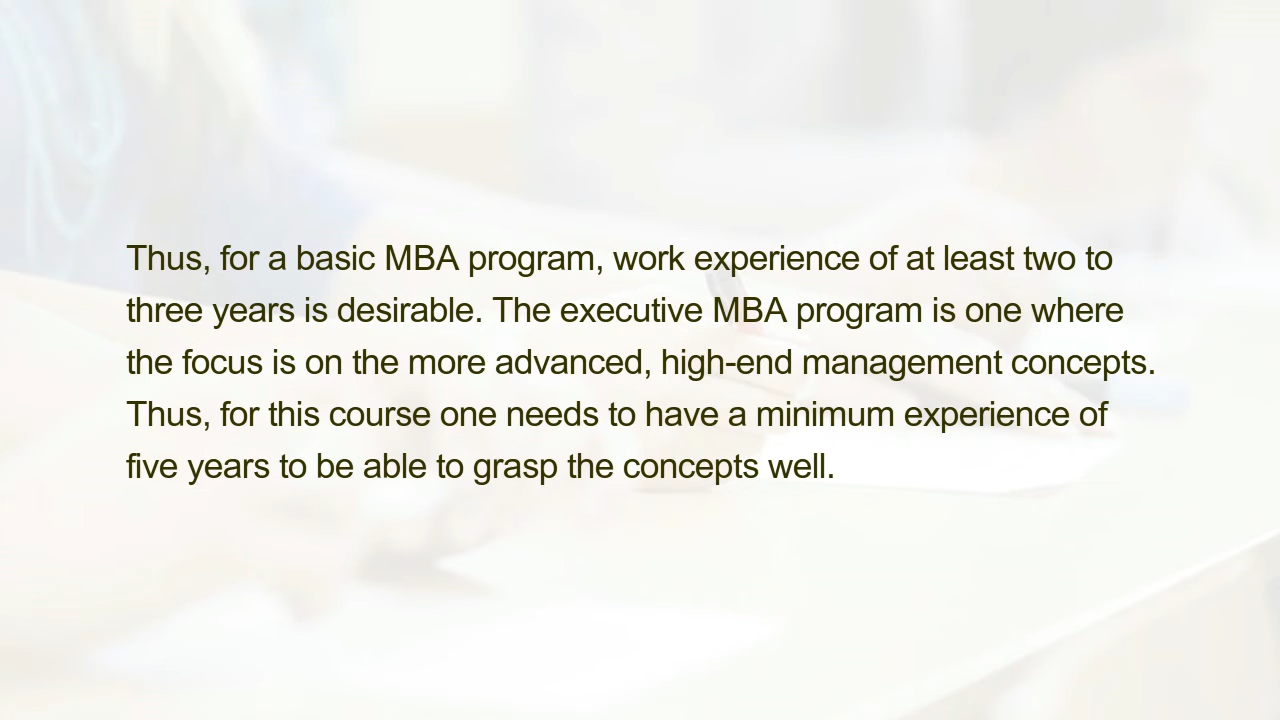 Thus, for a basic MBA program, work experience of at least two to
three years is desirable. The executive MBA program is one where
the focus is on the more advanced, high-end management concepts.
Thus, for this course one needs to have a minimum experience of
five years to be able to grasp the concepts well.